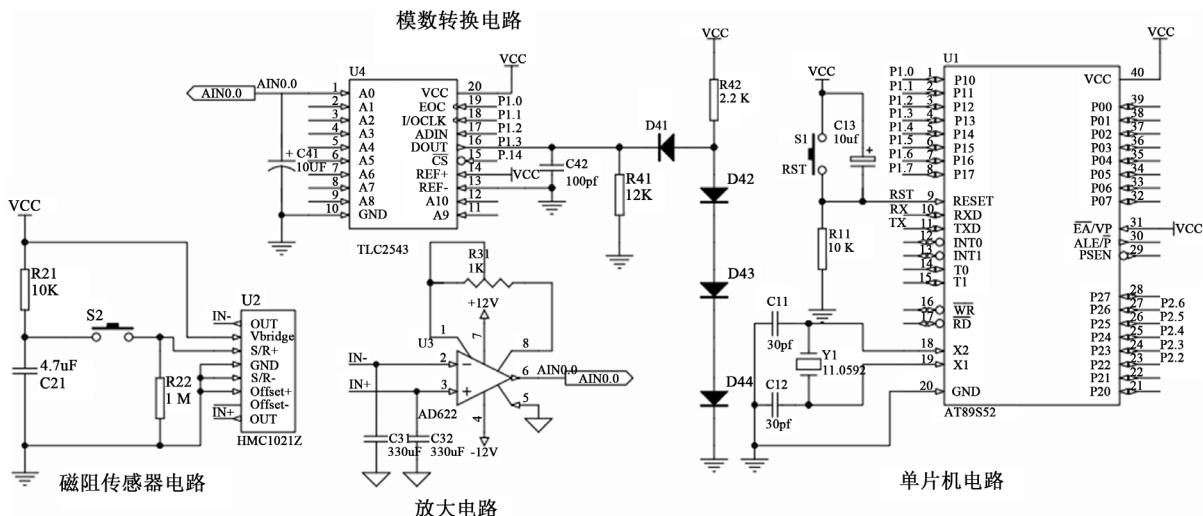 模数转换电路
U4
AIN0.0
AIN0.0
1 A0
2 A1
3 A2
4 A3
5 A4
6 A5
7 A6
8 A7
9 A8
10 GND
VCC 20
EOC 19 P1.0
I/OCLK 18 P1.1
ADIN 17 P1.2
DOUT 16 P1.3
CS 15 P.14
REF+ 14 VCC
REF- 13
A10 12
A9 11
VCC
TLC2543
+ C41
10UF
C42
100pf
R41
12K
D41
VCC
R42
2.2 K
D42
D43
D44
VCC
R21
10K
S2
4.7uF
C21
R22
1 M
U2
IN- OUT
Vbridge
S/R+
GND
S/R-
Offset+
Offset-
IN+ OUT
HMC1021Z
磁阻传感器电路
R31
1K
+12V
7
1
U3
8
IN- 2
IN+ 3
6 AIN0.0
AIN0.0
5
AD622
4
-12V
C31
330uF
C32
330uF
放大电路
VCC
S1
RST
C13
10uf
+
R11
10 K
U1
P1.0 1 P10
P1.1 2 P11
P1.2 3 P12
P1.3 4 P13
P1.4 5 P14
P1.5 6 P15
P1.6 7 P16
P1.7 8 P17
RST 9 RESET
RX 10 RXD
TX 11 TXD
12 INT0
13 INT1
14 T0
15 T1
16 WR
17 RD
18 X2
19 X1
20 GND
VCC
VCC 40
P00 39
P01 38
P02 37
P03 36
P04 35
P05 34
P06 33
P07 32
EA/VP 31 VCC
ALE/P 30
PSEN 29
P27 28
P26 27 P2.6
P25 26 P2.5
P24 25 P2.4
P23 24 P2.3
P22 23 P2.2
P21 22
P20 21
AT89S52
C11
30pf
Y1
11.0592
C12
30pf
单片机电路